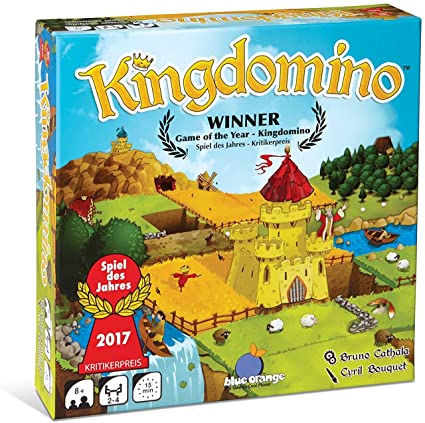 Kingdomino™
WINNER
Game of the Year - Kingdomino
Spiel des Jahres - Kritikerpreis
Kingdomino
Spiel
des
Jahres
2017
KRITIKERPREIS
Bruno Cathala
Cyril Bouquet
8+
2-4
15
min
blue orange